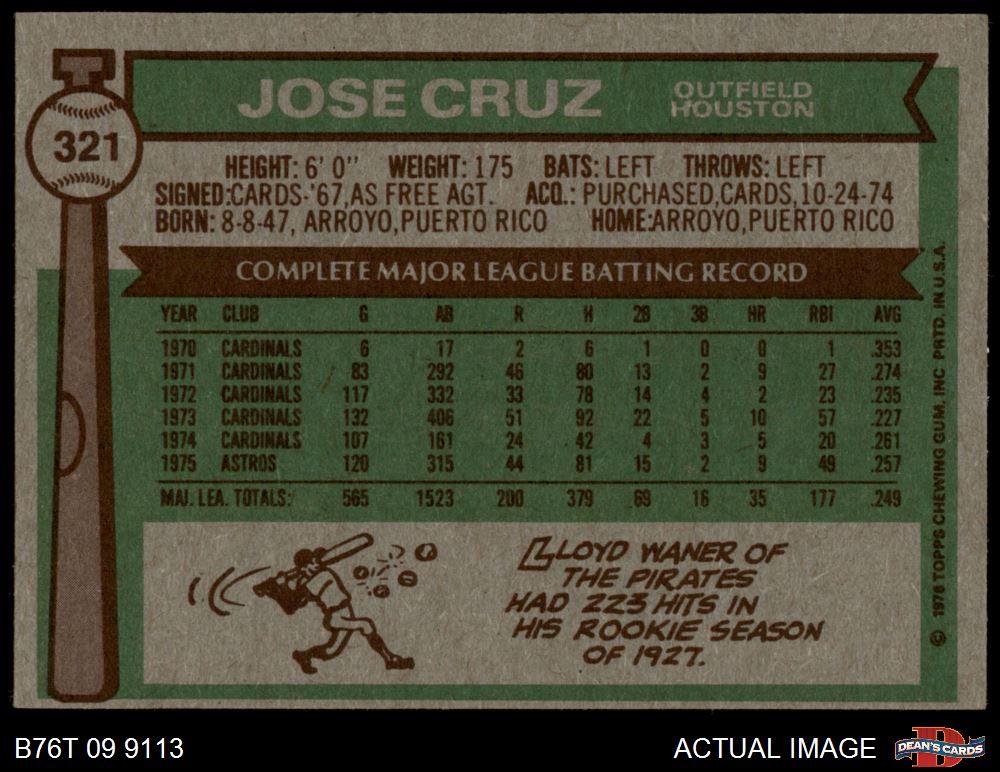 JOSE CRUZ
OUTFIELD
HOUSTON
321
HEIGHT: 6' 0" WEIGHT: 175 BATS: LEFT THROWS: LEFT
SIGNED:CARDS-'67,AS FREE AGT. ACQ.: PURCHASED,CARDS,10-24-74
BORN: 8-8-47, ARROYO,PUERTO RICO HOME:ARROYO,PUERTO RICO
COMPLETE MAJOR LEAGUE BATTING RECORD
YEAR CLUB G AB R H 2B 3B HR RBI AVG
1970 CARDINALS 6 17 2 6 1 0 0 1 .353
1971 CARDINALS 83 292 46 80 13 2 9 27 .274
1972 CARDINALS 117 332 33 78 14 4 2 23 .235
1973 CARDINALS 132 406 51 92 22 5 10 57 .227
1974 CARDINALS 107 161 24 42 4 3 5 20 .261
1975 ASTROS 120 315 44 81 15 2 9 49 .257
MAJ. LEA. TOTALS: 565 1523 200 379 69 16 35 177 .249
LLOYD WANER OF
THE PIRATES
HAD 223 HITS IN
HIS ROOKIE SEASON
OF 1927.
© 1976 TOPPS CHEWING GUM, INC PRTD. IN U.S.A.
B76T 09 9113
ACTUAL IMAGE
D
DEAN'S CARDS